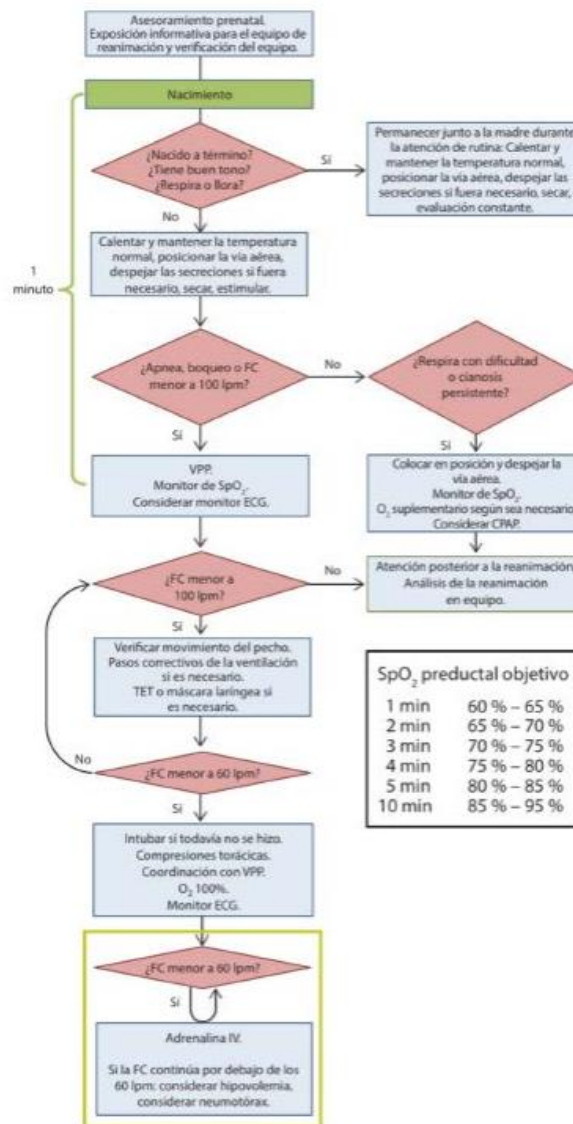 Asesoramiento prenatal.
Exposición informativa para el equipo de
reanimación y verificación del equipo.
Nacimiento
¿Nacido a término?
¿Tiene buen tono?
¿Respira o llora?
Sí
Permanecer junto a la madre durante
la atención de rutina: Calentar y
mantener la temperatura normal,
posicionar la vía aérea, despejar las
secreciones si fuera necesario, secar,
evaluación constante.
No
Calentar y mantener la temperatura
normal, posicionar la vía aérea,
despejar las secreciones si fuera
necesario, secar, estimular.
1
minuto
¿Apnea, boqueo o FC
menor a 100 lpm?
No
¿Respira con dificultad
o cianosis
persistente?
Sí
Sí
VPP.
Monitor de SpO₂.
Considerar monitor ECG.
Colocar en posición y despejar la
vía aérea.
Monitor de SpO₂.
O₂ suplementario según sea necesario
Considerar CPAP.
¿FC menor a
100 lpm?
No
Atención posterior a la reanimación.
Análisis de la reanimación
en equipo.
Sí
Verificar movimiento del pecho.
Pasos correctivos de la ventilación
si es necesario.
TET o máscara laríngea si
es necesario.
No
¿FC menor a 60 lpm?
Sí
Intubar si todavía no se hizo.
Compresiones torácicas.
Coordinación con VPP.
O₂ 100%.
Monitor ECG.
¿FC menor a 60 lpm?
Sí
Adrenalina IV.
Si la FC continúa por debajo de los
60 lpm: considerar hipovolemia,
considerar neumotórax.
SpO₂ preductal objetivo
1 min 60 % – 65 %
2 min 65 % – 70 %
3 min 70 % – 75 %
4 min 75 % – 80 %
5 min 80 % – 85 %
10 min 85 % – 95 %